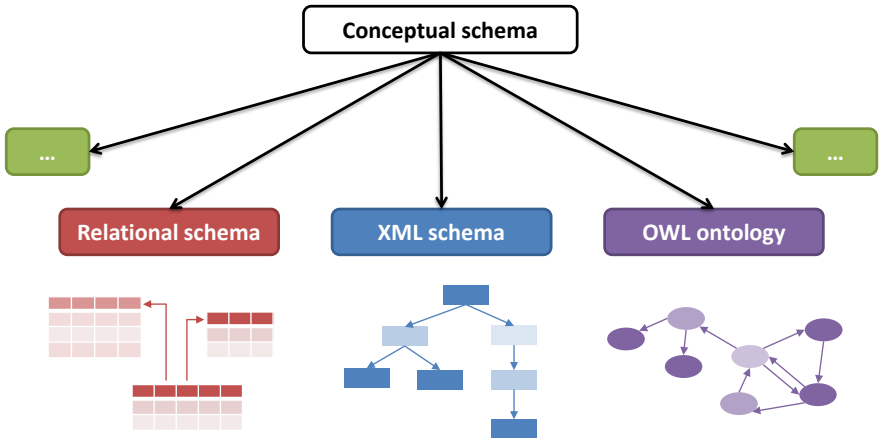 Conceptual schema
...
...
Relational schema
XML schema
OWL ontology